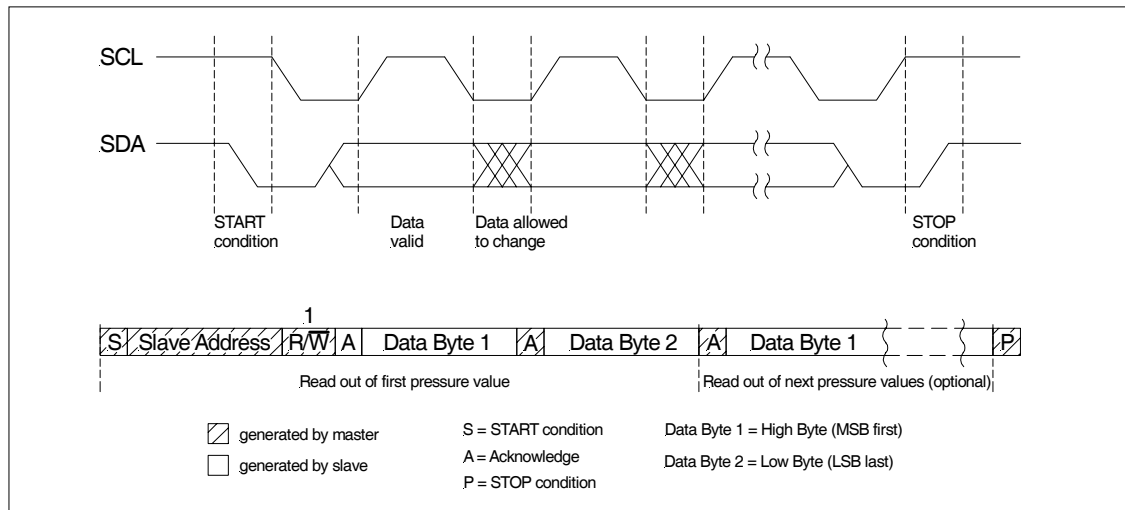 SCL
SDA
START condition
Data valid
Data allowed to change
STOP condition
1
S Slave Address R/W̅ A Data Byte 1 A Data Byte 2 A Data Byte 1 P
Read out of first pressure value
Read out of next pressure values (optional)
generated by master
generated by slave
S = START condition
A = Acknowledge
P = STOP condition
Data Byte 1 = High Byte (MSB first)
Data Byte 2 = Low Byte (LSB last)